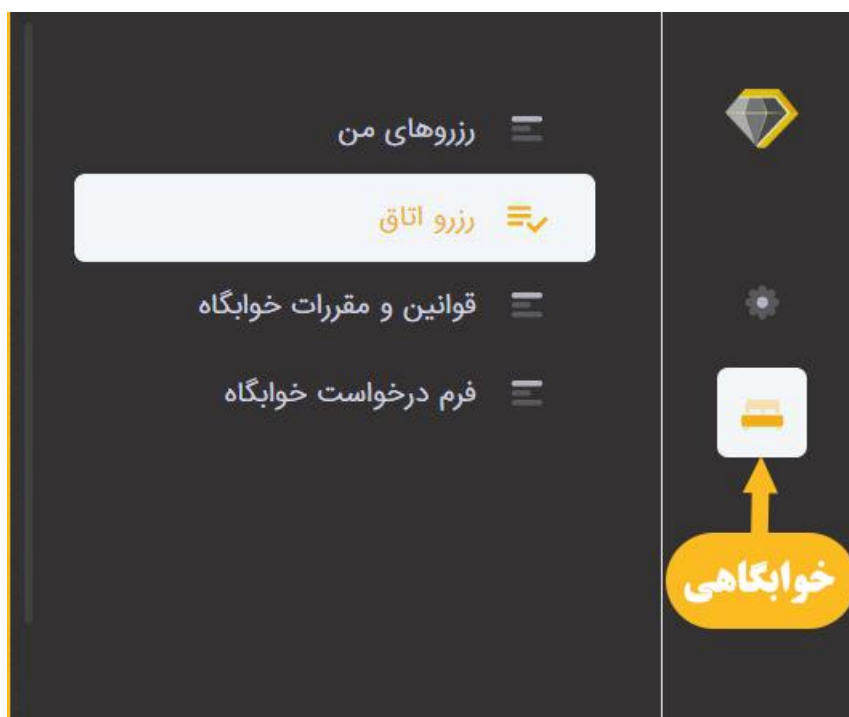 رزروهای من
رزرو اتاق
قوانین و مقررات خوابگاه
فرم درخواست خوابگاه
خوابگاهی